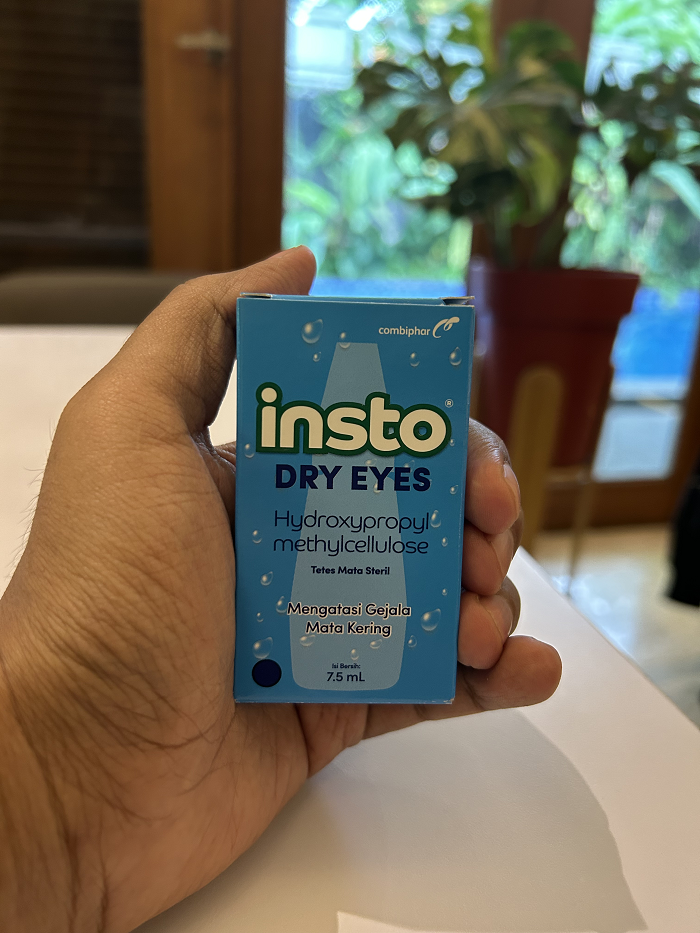 combiphar
insto®
DRY EYES
Hydroxypropyl
methylcellulose
Tetes Mata Steril
Mengatasi Gejala
Mata Kering
Isi Bersih:
7.5 mL